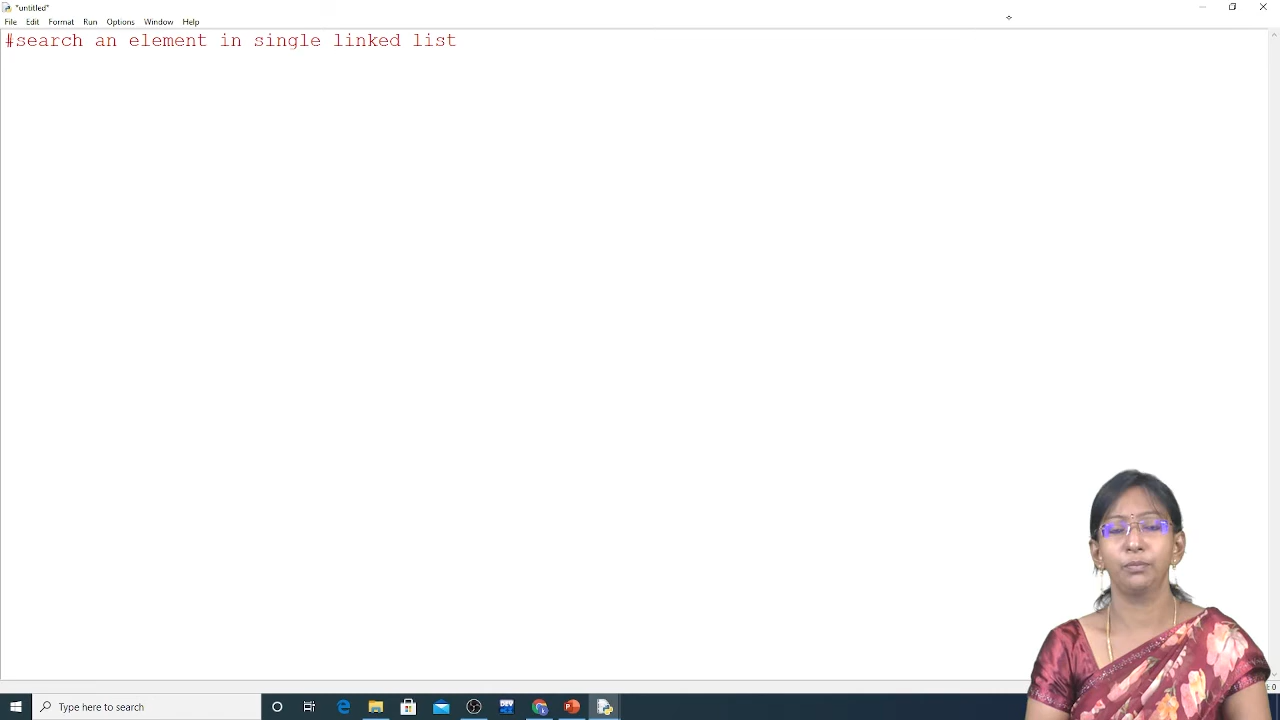 *untitled*
File Edit Format Run Options Window Help
#search an element in single linked list
Type here to search